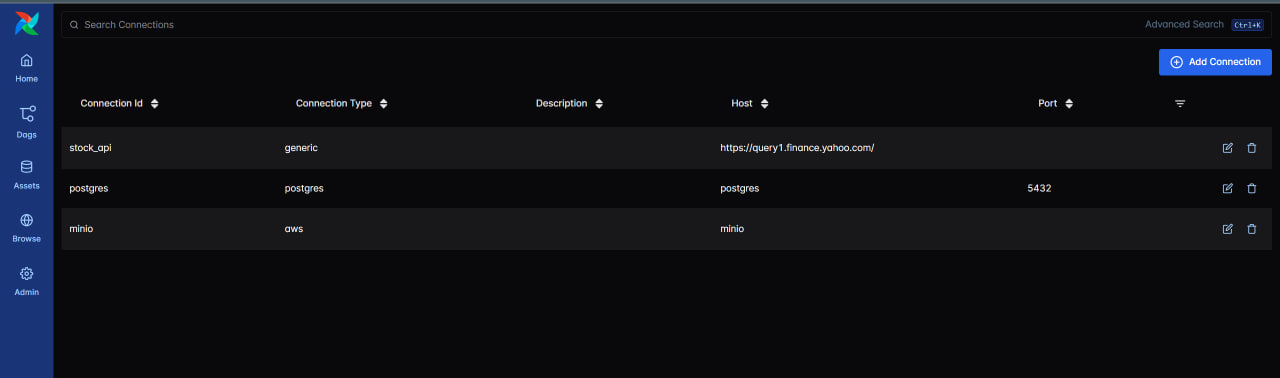 Search Connections Advanced Search Ctrl+K
Add Connection
Connection Id Connection Type Description Host Port
stock_api generic https://query1.finance.yahoo.com/
postgres postgres postgres 5432
minio aws minio
Home
Dags
Assets
Browse
Admin